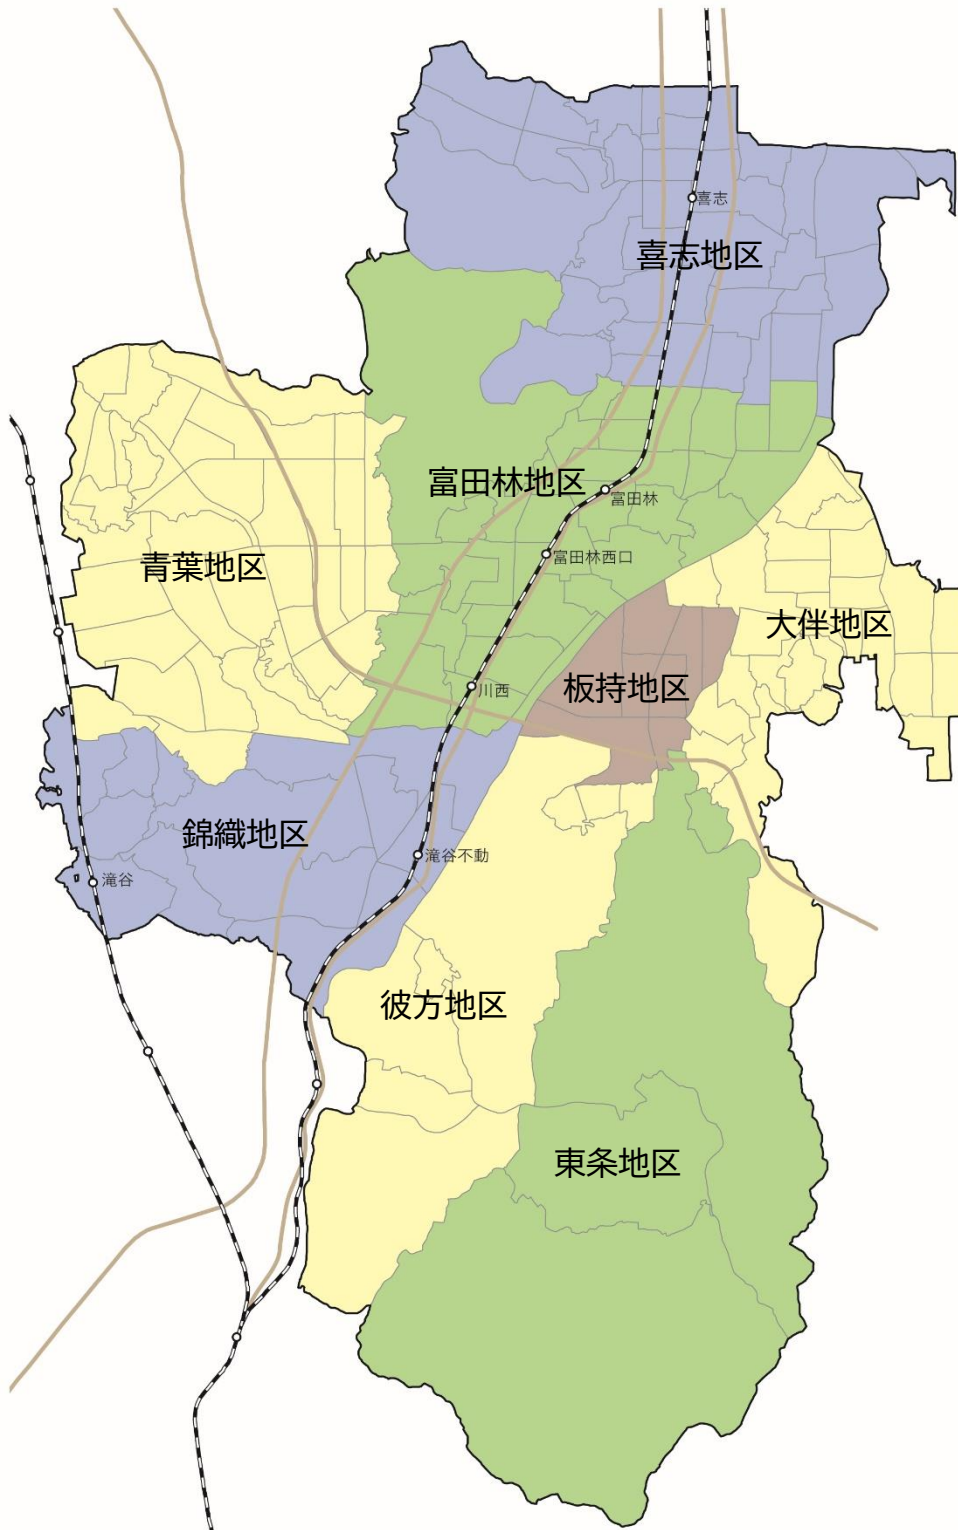 喜志
喜志地区
富田林地区
富田林
富田林西口
青葉地区
大伴地区
板持地区
川西
錦織地区
滝谷不動
滝谷
彼方地区
東条地区